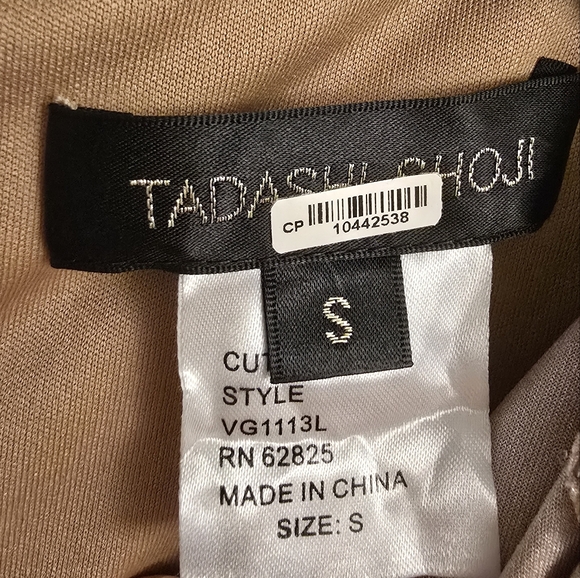 TADASHI SHOJI
CP 10442538
S
CUT
STYLE
VG1113L
RN 62825
MADE IN CHINA
SIZE: S